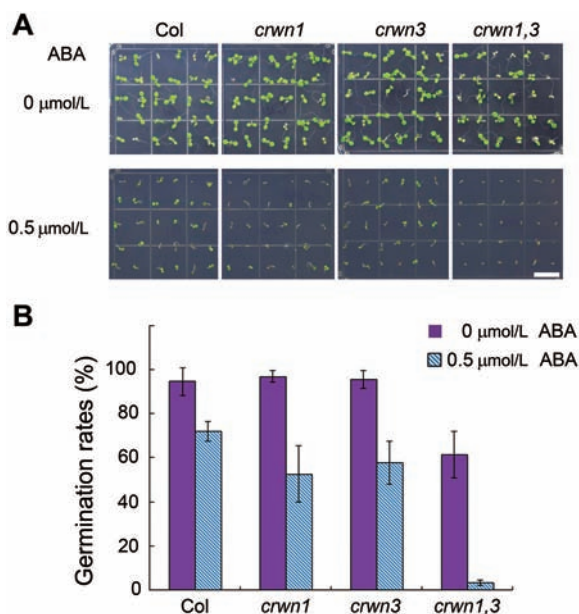 A
Col crwn1 crwn3 crwn1,3
ABA
0 μmol/L
0.5 μmol/L
B
0 μmol/L ABA
0.5 μmol/L ABA
Germination rates (%)
100
80
60
40
20
0
Col crwn1 crwn3 crwn1,3